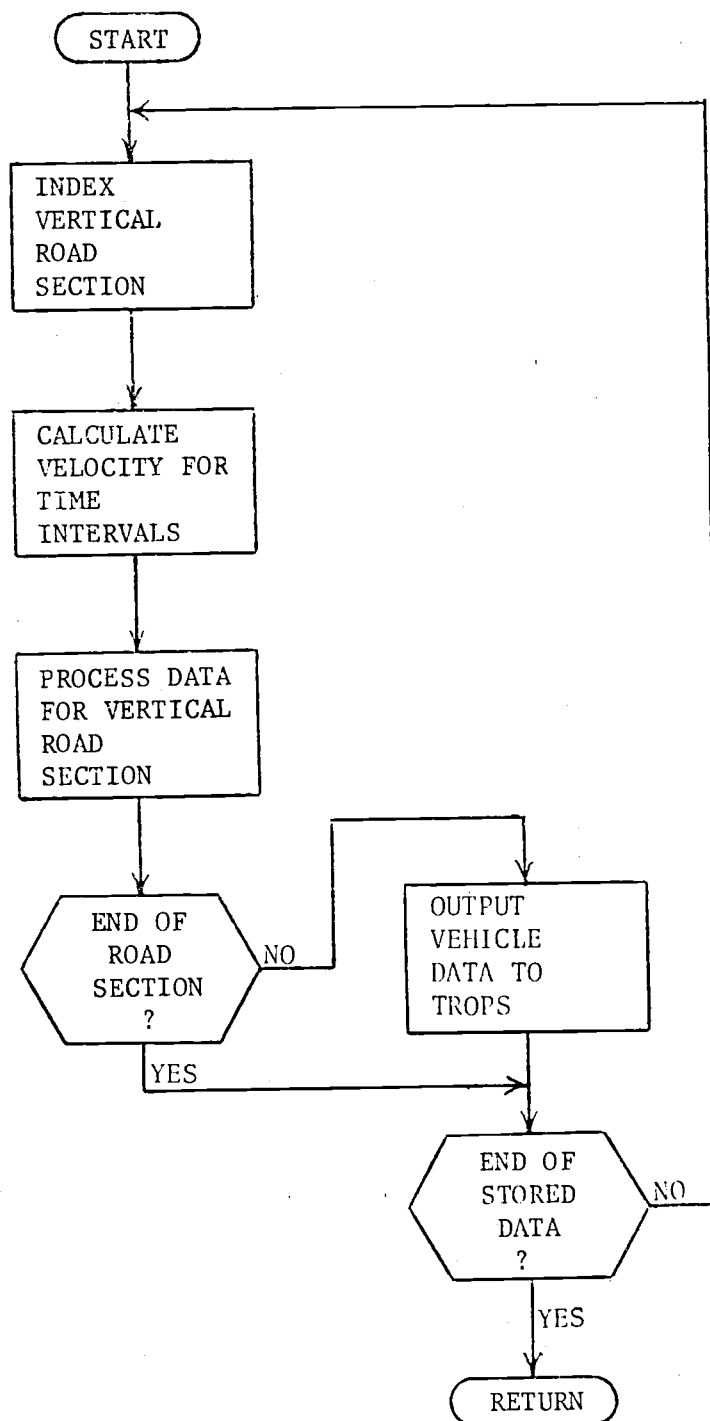 START
INDEX
VERTICAL
ROAD
SECTION
CALCULATE
VELOCITY FOR
TIME
INTERVALS
PROCESS DATA
FOR VERTICAL
ROAD
SECTION
END OF
ROAD
SECTION
?
NO
OUTPUT
VEHICLE
DATA TO
TROPS
YES
END OF
STORED
DATA
?
NO
YES
RETURN